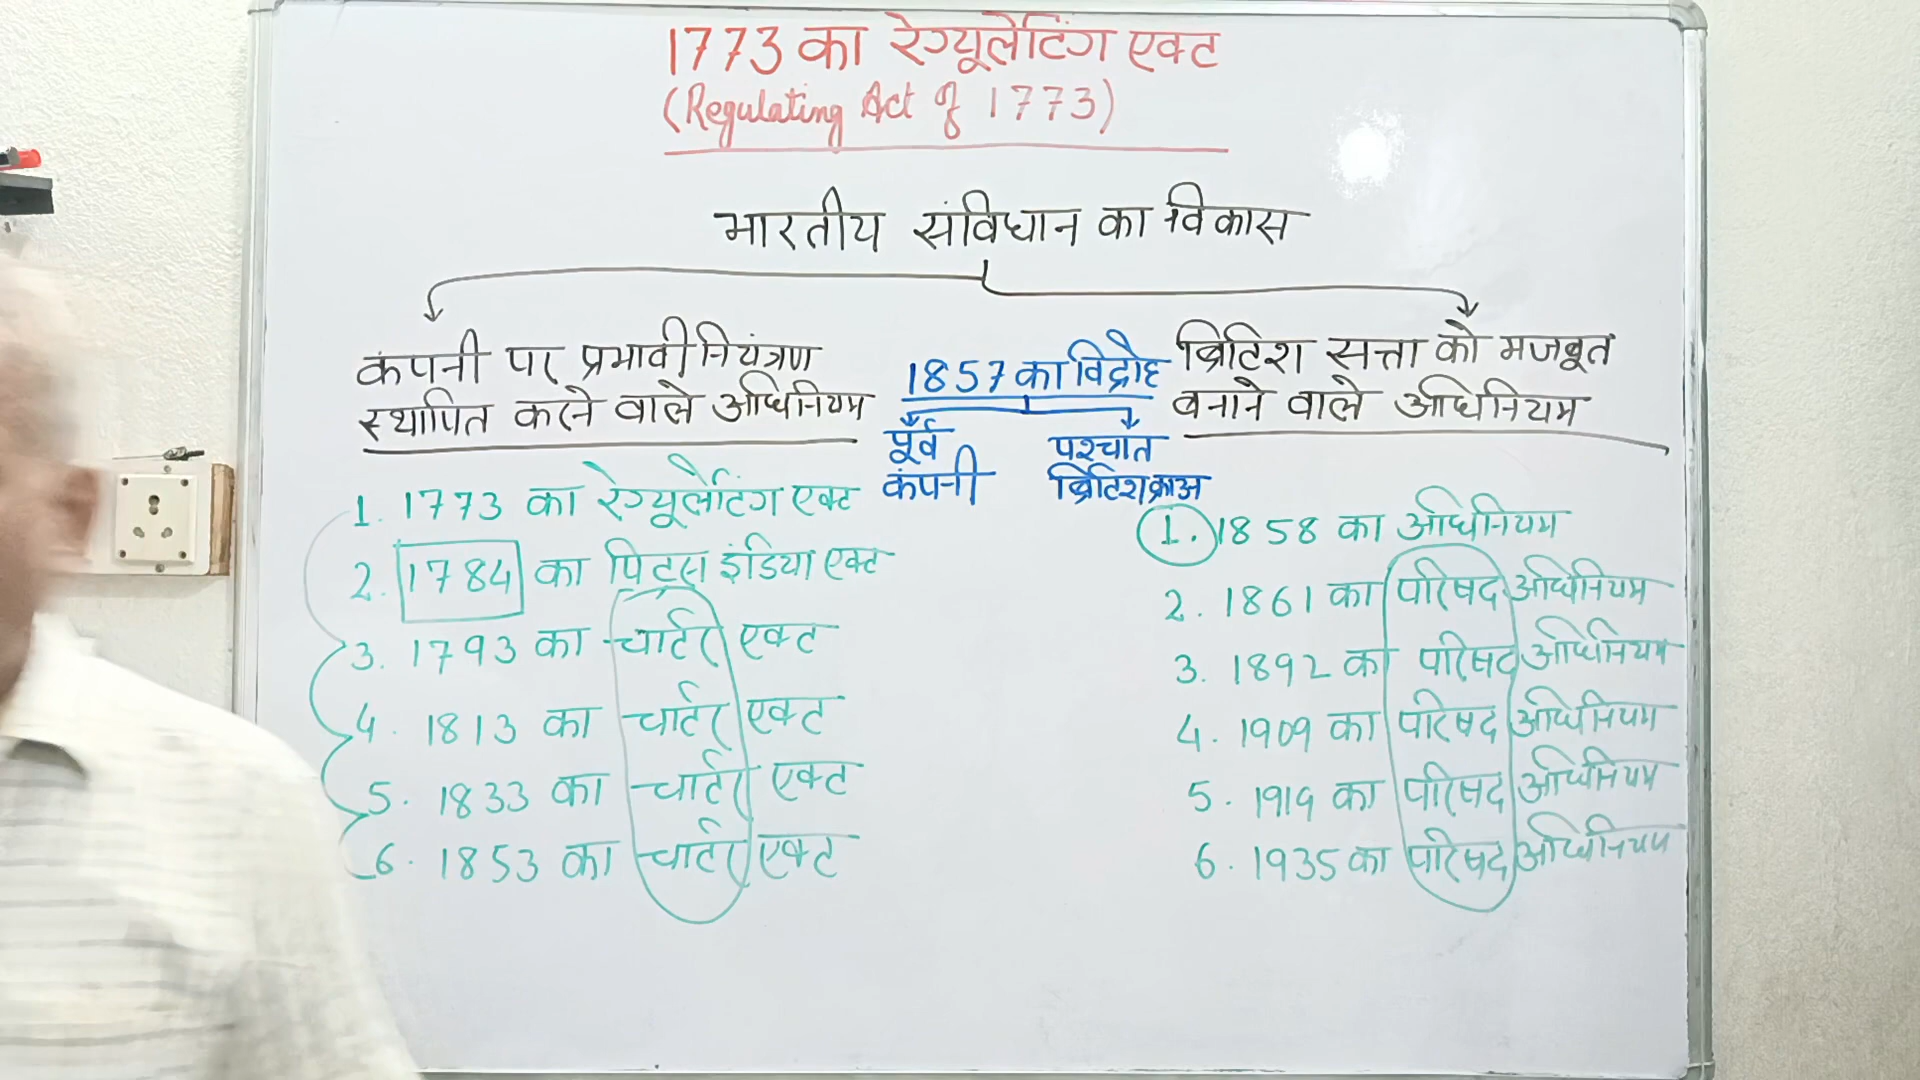 1773 का रेग्यूलेटिंग एक्ट
(Regulating Act of 1773)
भारतीय संविधान का विकास
कंपनी पर प्रभावी नियंत्रण
स्थापित करने वाले अधिनियम
1. 1773 का रेग्यूलेटिंग एक्ट
2. 1784 का पिट्स इंडिया एक्ट
3. 1793 का चार्टर एक्ट
4. 1813 का चार्टर एक्ट
5. 1833 का चार्टर एक्ट
6. 1853 का चार्टर एक्ट
1857 का विद्रोह
पूर्व पश्चात
कंपनी ब्रिटिश क्राउन
ब्रिटिश सत्ता को मजबूत
बनाने वाले अधिनियम
1. 1858 का अधिनियम
2. 1861 का परिषद अधिनियम
3. 1892 का परिषद अधिनियम
4. 1909 का परिषद अधिनियम
5. 1919 का परिषद अधिनियम
6. 1935 का परिषद अधिनियम